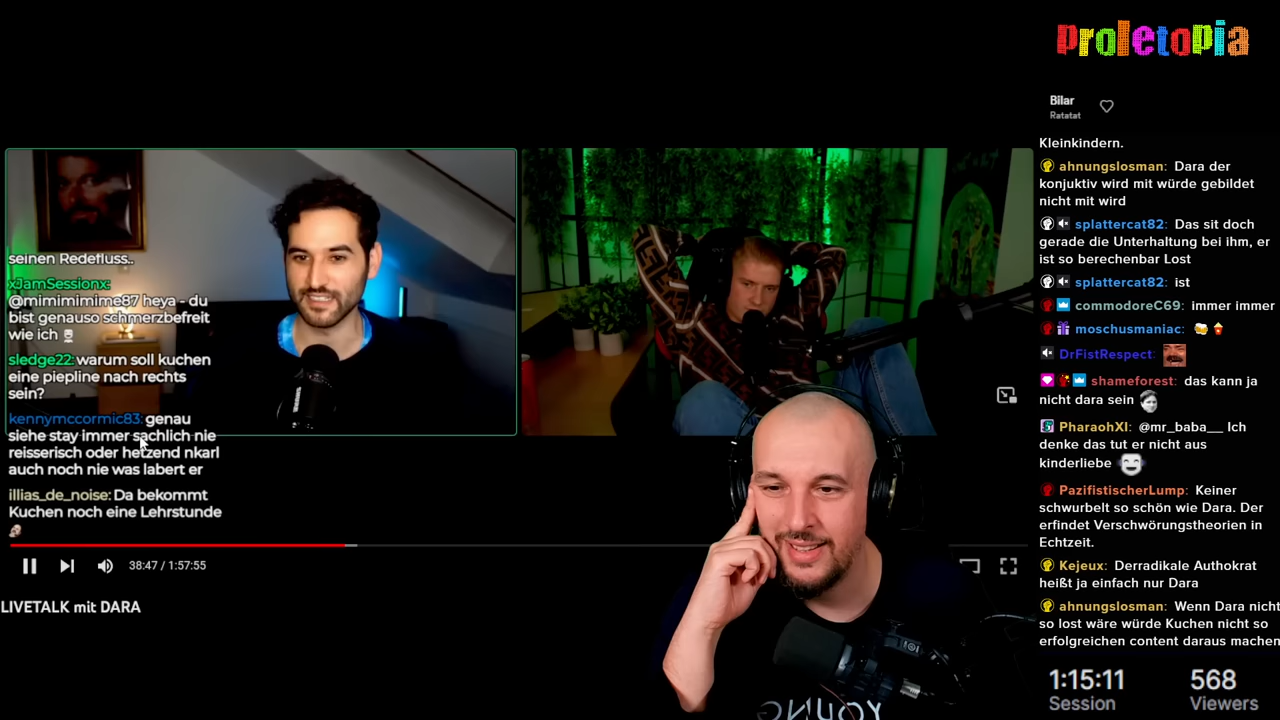 proletopia
Bilar
Ratatat
Kleinkindern.
ahnungslosman: Dara der
konjuktiv wird mit würde gebildet
nicht mit wird
splattercat82: Das sit doch
gerade die Unterhaltung bei ihm, er
ist so berechenbar Lost
splattercat82: ist
commodoreC69: immer immer
moschusmaniac:
DrFistRespect:
shameforest: das kann ja
nicht dara sein
PharaohXI: @mr_baba__ Ich
denke das tut er nicht aus
kinderliebe
PazifistischerLump: Keiner
schwurbelt so schön wie Dara. Der
erfindet Verschwörungstheorien in
Echtzeit.
Kejeux: Derradikale Authokrat
heißt ja einfach nur Dara
ahnungslosman: Wenn Dara nicht
so lost wäre würde Kuchen nicht so
erfolgreichen content daraus machen
1:15:11
Session
568
Viewers
seinen Redefluss..
xJamSessionx:
@mimimimime87 heya - du
bist genauso schmerzbefreit
wie ich
sledge22: warum soll kuchen
eine piepline nach rechts
sein?
kennymccormic83: genau
siehe stay immer sachlich nie
reisserisch oder hetzend nkarl
auch noch nie was labert er
illias_de_noise: Da bekommt
Kuchen noch eine Lehrstunde
38:47 / 1:57:55
LIVETALK mit DARA
YOUNG